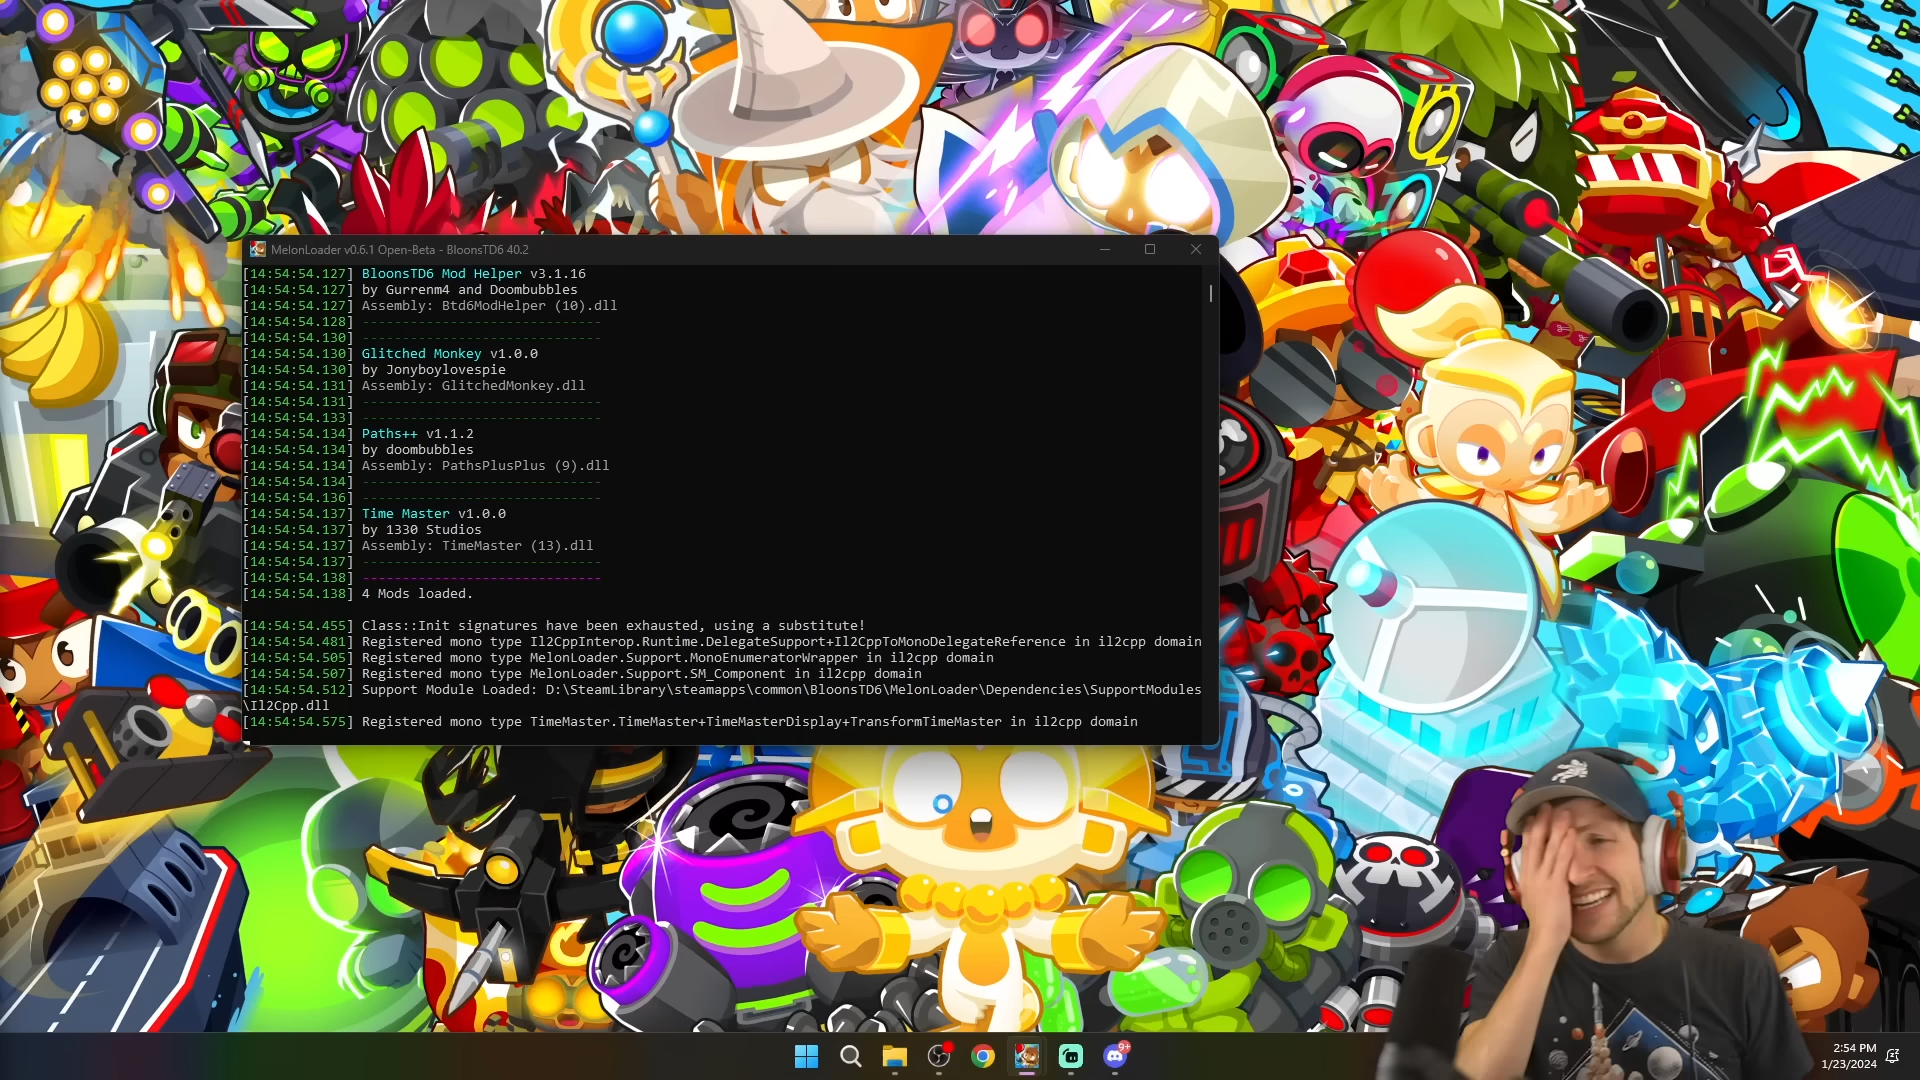 MelonLoader v0.6.1 Open-Beta - BloonsTD6 40.2
[14:54:54.127] BloonsTD6 Mod Helper v3.1.16
[14:54:54.127] by Gurrenm4 and Doombubbles
[14:54:54.127] Assembly: Btd6ModHelper (10).dll
[14:54:54.128] ------------------------------
[14:54:54.130] ------------------------------
[14:54:54.130] Glitched Monkey v1.0.0
[14:54:54.130] by Jonyboylovespie
[14:54:54.131] Assembly: GlitchedMonkey.dll
[14:54:54.131] ------------------------------
[14:54:54.133] ------------------------------
[14:54:54.134] Paths++ v1.1.2
[14:54:54.134] by doombubbles
[14:54:54.134] Assembly: PathsPlusPlus (9).dll
[14:54:54.134] ------------------------------
[14:54:54.136] ------------------------------
[14:54:54.137] Time Master v1.0.0
[14:54:54.137] by 1330 Studios
[14:54:54.137] Assembly: TimeMaster (13).dll
[14:54:54.137] ------------------------------
[14:54:54.138] ------------------------------
[14:54:54.138] 4 Mods loaded.
[14:54:54.455] Class::Init signatures have been exhausted, using a substitute!
[14:54:54.481] Registered mono type Il2CppInterop.Runtime.DelegateSupport+Il2CppToMonoDelegateReference in il2cpp domain
[14:54:54.505] Registered mono type MelonLoader.Support.MonoEnumeratorWrapper in il2cpp domain
[14:54:54.507] Registered mono type MelonLoader.Support.SM_Component in il2cpp domain
[14:54:54.512] Support Module Loaded: D:\SteamLibrary\steamapps\common\BloonsTD6\MelonLoader\Dependencies\SupportModules
\Il2Cpp.dll
[14:54:54.575] Registered mono type TimeMaster.TimeMaster+TimeMasterDisplay+TransformTimeMaster in il2cpp domain
9+
2:54 PM
1/23/2024